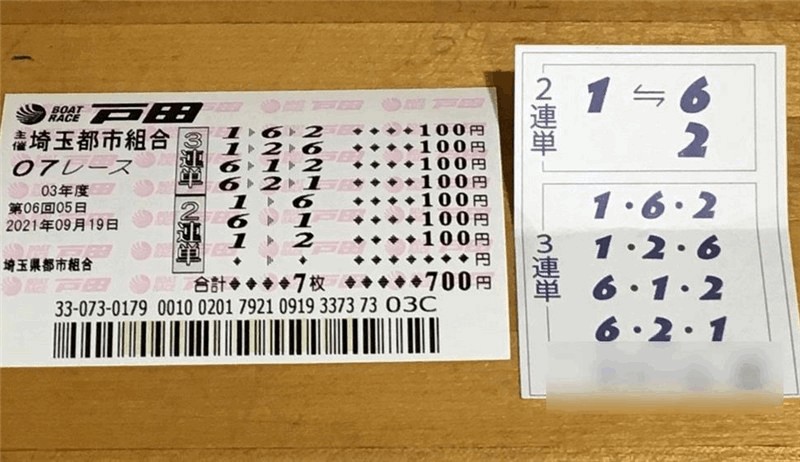 BOAT RACE 戸田
主催 埼玉都市組合
07レース
03年度
第06回05日
2021年09月19日
埼玉県都市組合
3連単
1 6 2 100円
1 2 6 100円
6 1 2 100円
6 2 1 100円
2連単
1 6 100円
6 1 100円
1 2 100円
合計 7枚 700円
33-073-0179 0010 0201 7921 0919 3373 73 03C
2連単
1 ⇋ 6
2
3連単
1・6・2
1・2・6
6・1・2
6・2・1